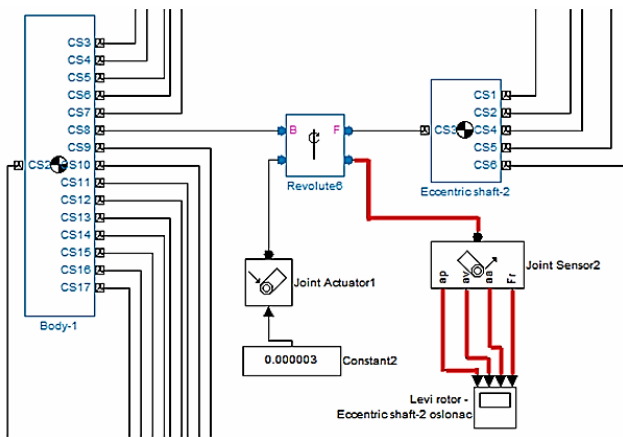 CS3
CS4
CS5
CS6
CS7
CS8
CS9
CS2 CS10
CS11
CS12
CS13
CS14
CS15
CS16
CS17
Body-1
B F
Revolute6
CS1
CS2
CS3 CS4
CS5
CS6
Eccentric shaft-2
Joint Actuator1
0.000003
Constant2
ap av aa Fr
Joint Sensor2
Levi rotor -
Eccentric shaft-2 oslonac